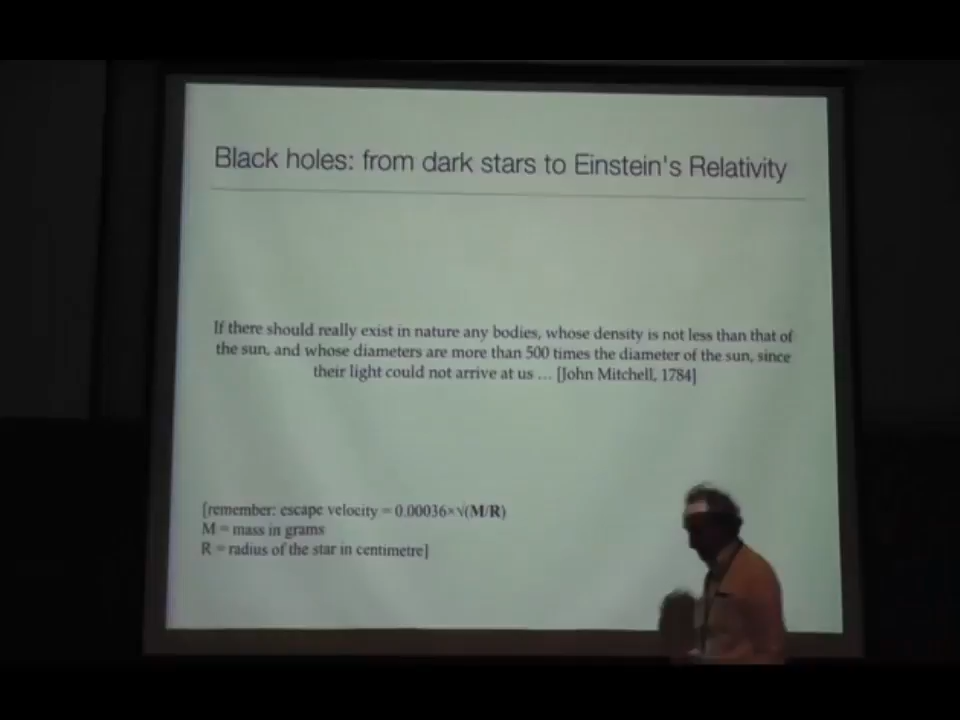 Black holes: from dark stars to Einstein's Relativity
If there should really exist in nature any bodies, whose density is not less than that of
the sun, and whose diameters are more than 500 times the diameter of the sun, since
their light could not arrive at us ... [John Mitchell, 1784]
[remember: escape velocity = 0.00036×√(M/R)
M = mass in grams
R = radius of the star in centimetre]